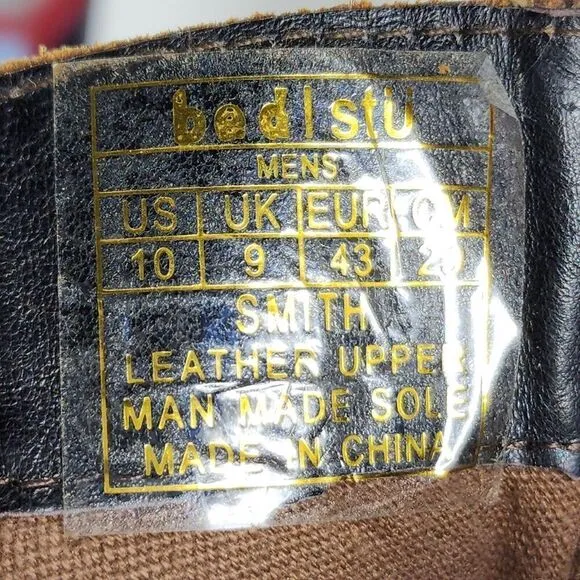 bed|stü
MENS
US UK EUR CM
10 9 43
SMITH
LEATHER UPPER
MAN MADE SOLE
MADE IN CHINA